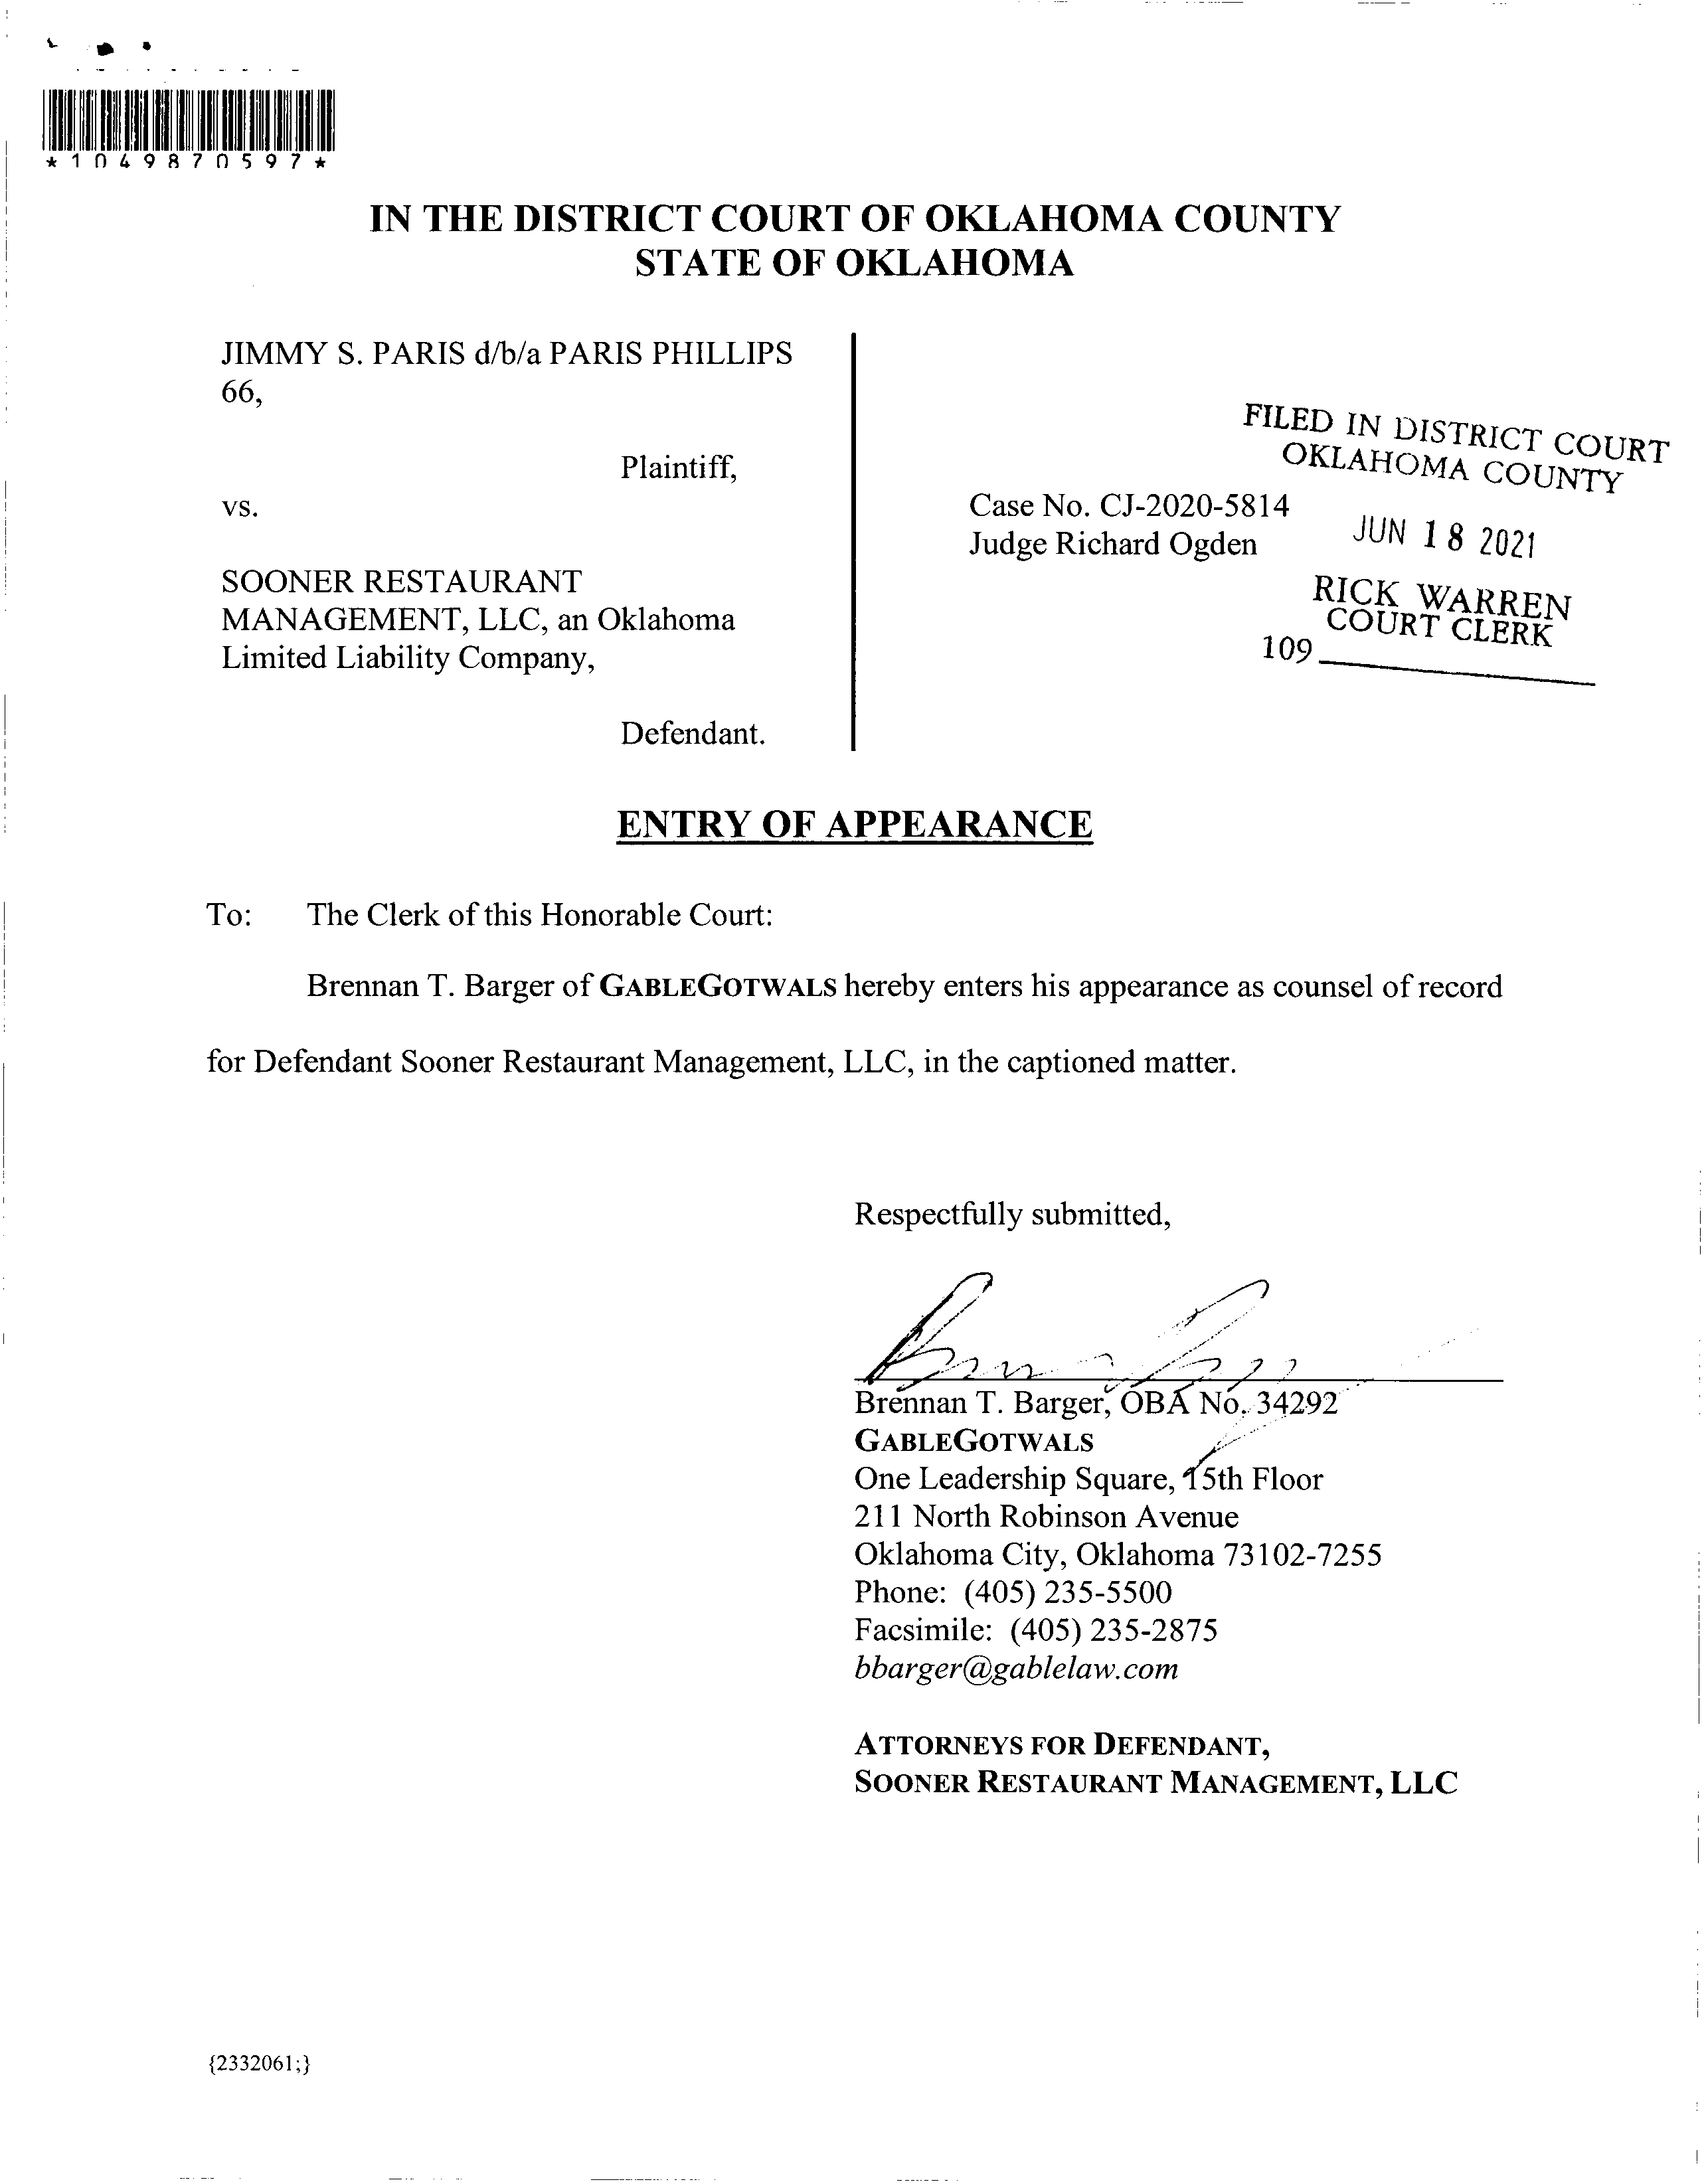 *1049870597*
IN THE DISTRICT COURT OF OKLAHOMA COUNTY
STATE OF OKLAHOMA
JIMMY S. PARIS d/b/a PARIS PHILLIPS
66,
Plaintiff,
vs.
SOONER RESTAURANT
MANAGEMENT, LLC, an Oklahoma
Limited Liability Company,
Defendant.
FILED IN DISTRICT COURT
OKLAHOMA COUNTY
Case No. CJ-2020-5814
Judge Richard Ogden
JUN 18 2021
RICK WARREN
COURT CLERK
109
ENTRY OF APPEARANCE
To: The Clerk of this Honorable Court:
Brennan T. Barger of GABLEGOTWALS hereby enters his appearance as counsel of record
for Defendant Sooner Restaurant Management, LLC, in the captioned matter.
Respectfully submitted,
Brennan T. Barger, OBA No. 34292
GABLEGOTWALS
One Leadership Square, 15th Floor
211 North Robinson Avenue
Oklahoma City, Oklahoma 73102-7255
Phone: (405) 235-5500
Facsimile: (405) 235-2875
bbarger@gablelaw.com
ATTORNEYS FOR DEFENDANT,
SOONER RESTAURANT MANAGEMENT, LLC
{2332061;}